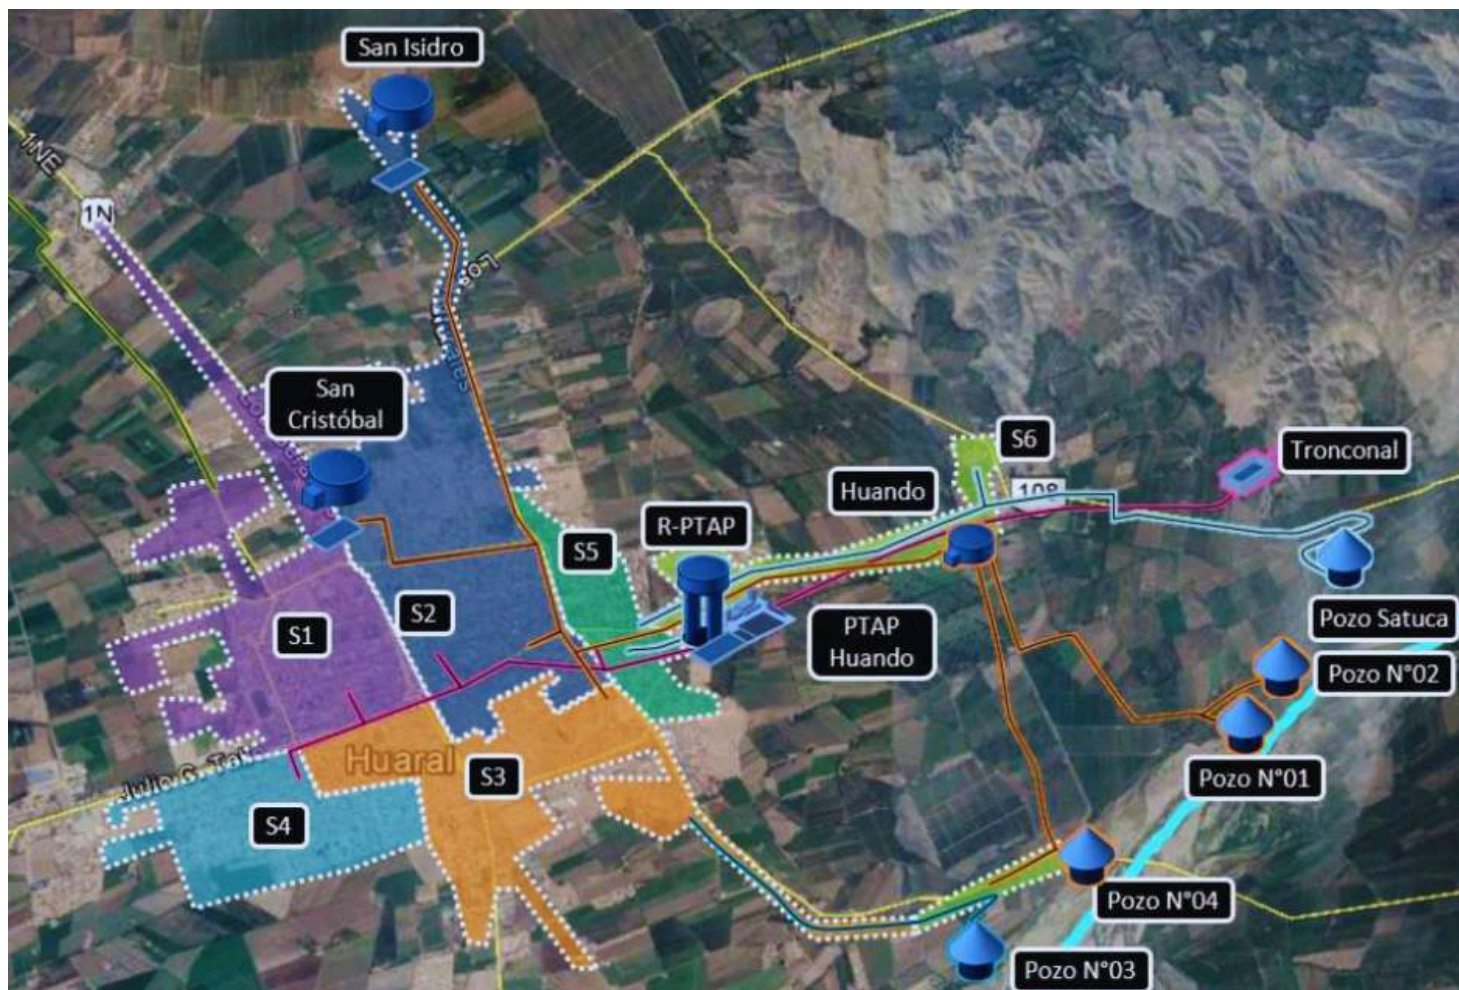 San Isidro
1NE
1N
San
Cristóbal
S6
108
Tronconal
Huando
R-PTAP
S5
S2
S1
PTAP
Huando
Pozo Satuca
Pozo N°02
Pozo N°01
Huaral
S3
S4
Pozo N°04
Pozo N°03